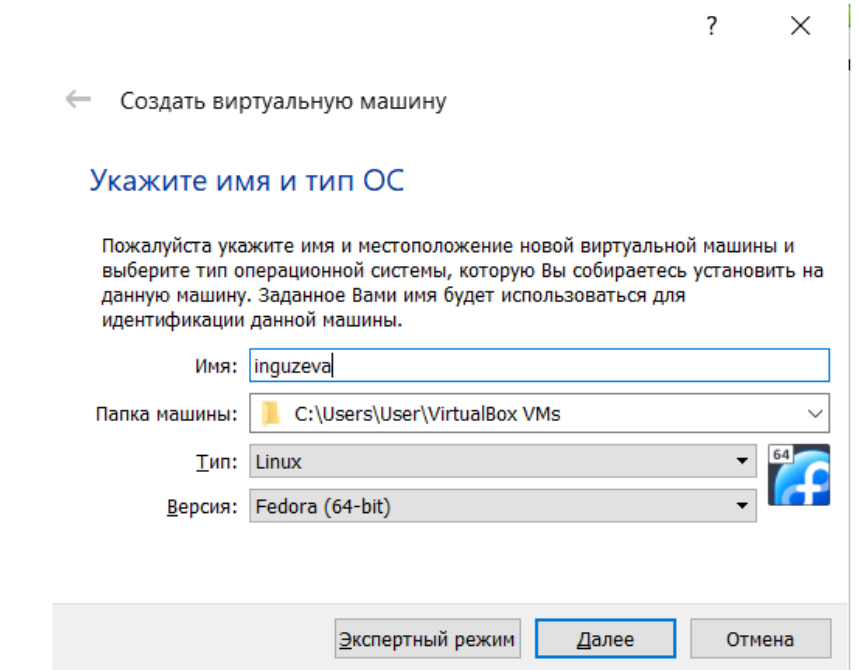 ?
Создать виртуальную машину
Укажите имя и тип ОС
Пожалуйста укажите имя и местоположение новой виртуальной машины и
выберите тип операционной системы, которую Вы собираетесь установить на
данную машину. Заданное Вами имя будет использоваться для
идентификации данной машины.
Имя: inguzeva
Папка машины: C:\Users\User\VirtualBox VMs
Тип: Linux 64
Версия: Fedora (64-bit)
Экспертный режим Далее Отмена